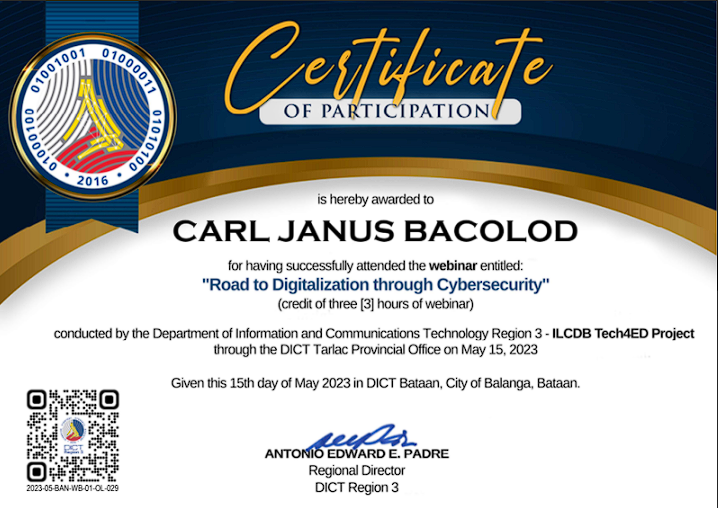 01001001 01000011
01000100 01010100
• 2016 •
Certificate
OF PARTICIPATION
is hereby awarded to
CARL JANUS BACOLOD
for having successfully attended the webinar entitled:
"Road to Digitalization through Cybersecurity"
(credit of three [3] hours of webinar)
conducted by the Department of Information and Communications Technology Region 3 - ILCDB Tech4ED Project
through the DICT Tarlac Provincial Office on May 15, 2023
Given this 15th day of May 2023 in DICT Bataan, City of Balanga, Bataan.
DICT
Region 3
2023-05-BAN-WB-01-OL-029
ANTONIO EDWARD E. PADRE
Regional Director
DICT Region 3